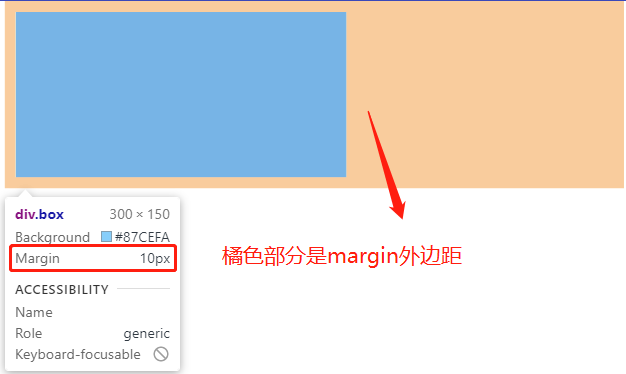 div.box 300 × 150
Background #87CEFA
Margin 10px
橘色部分是margin外边距
ACCESSIBILITY
Name
Role generic
Keyboard-focusable